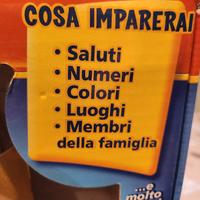 COSA IMPARERAI
• Saluti
• Numeri
• Colori
• Luoghi
• Membri
della famiglia
...e
molto